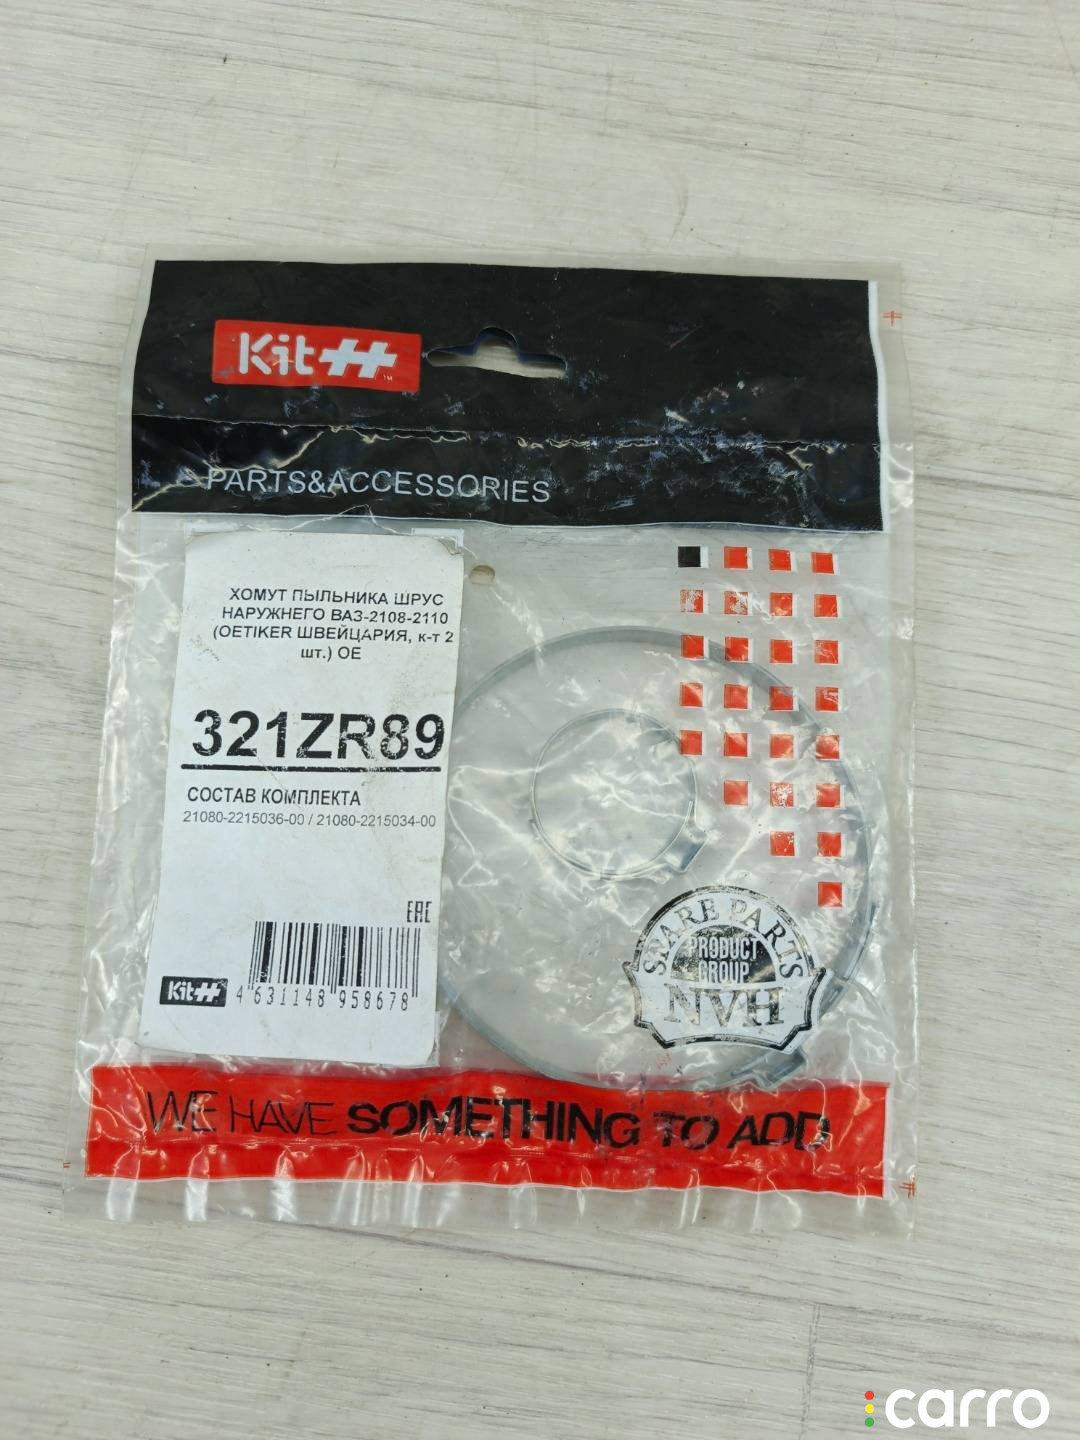 Kit
TM
PARTS&ACCESSORIES
ХОМУТ ПЫЛЬНИКА ШРУС
НАРУЖНЕГО ВАЗ-2108-2110
(OETIKER ШВЕЙЦАРИЯ, к-т 2
шт.) OE
321ZR89
СОСТАВ КОМПЛЕКТА
21080-2215036-00 / 21080-2215034-00
EAC
Kit
4 631148 958678
SPARE PARTS
PRODUCT
GROUP
NVH
WE HAVE SOMETHING TO ADD
carro